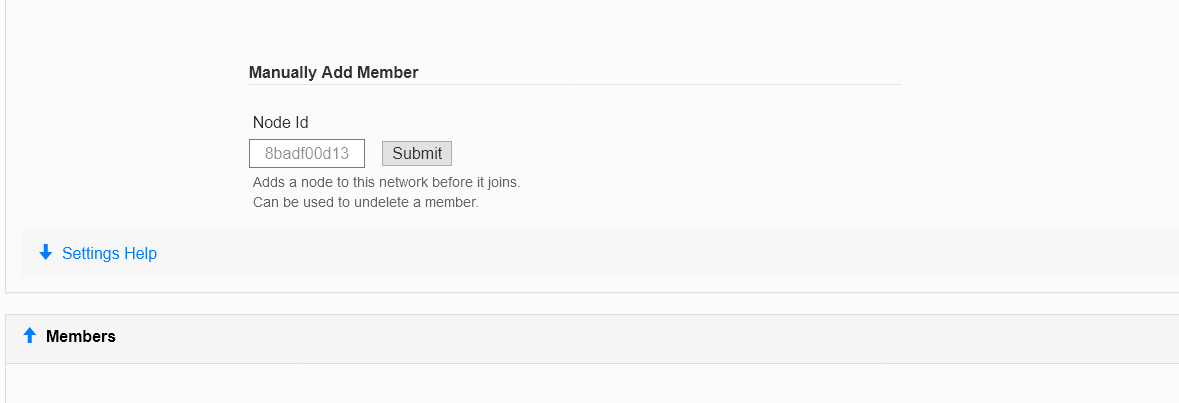 Manually Add Member
Node Id
8badf00d13
Submit
Adds a node to this network before it joins.
Can be used to undelete a member.
Settings Help
Members